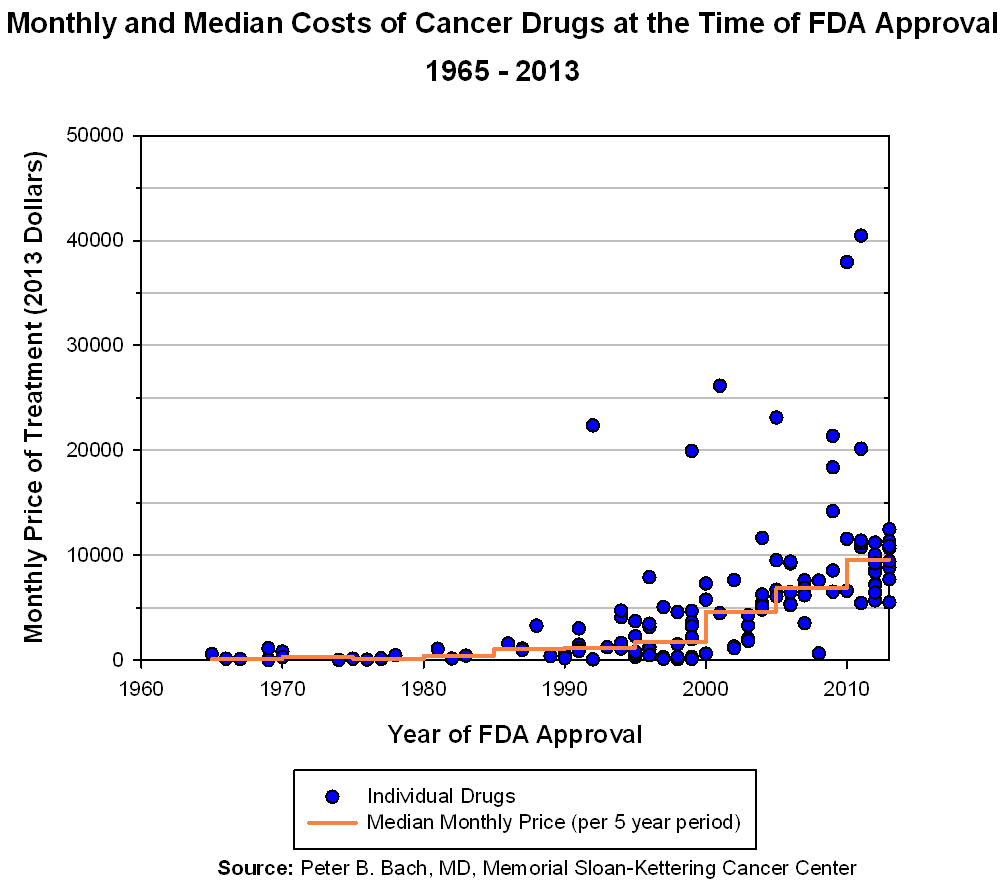 Monthly and Median Costs of Cancer Drugs at the Time of FDA Approval
1965 - 2013
Monthly Price of Treatment (2013 Dollars)
50000
40000
30000
20000
10000
0
1960 1970 1980 1990 2000 2010
Year of FDA Approval
Individual Drugs
Median Monthly Price (per 5 year period)
Source: Peter B. Bach, MD, Memorial Sloan-Kettering Cancer Center